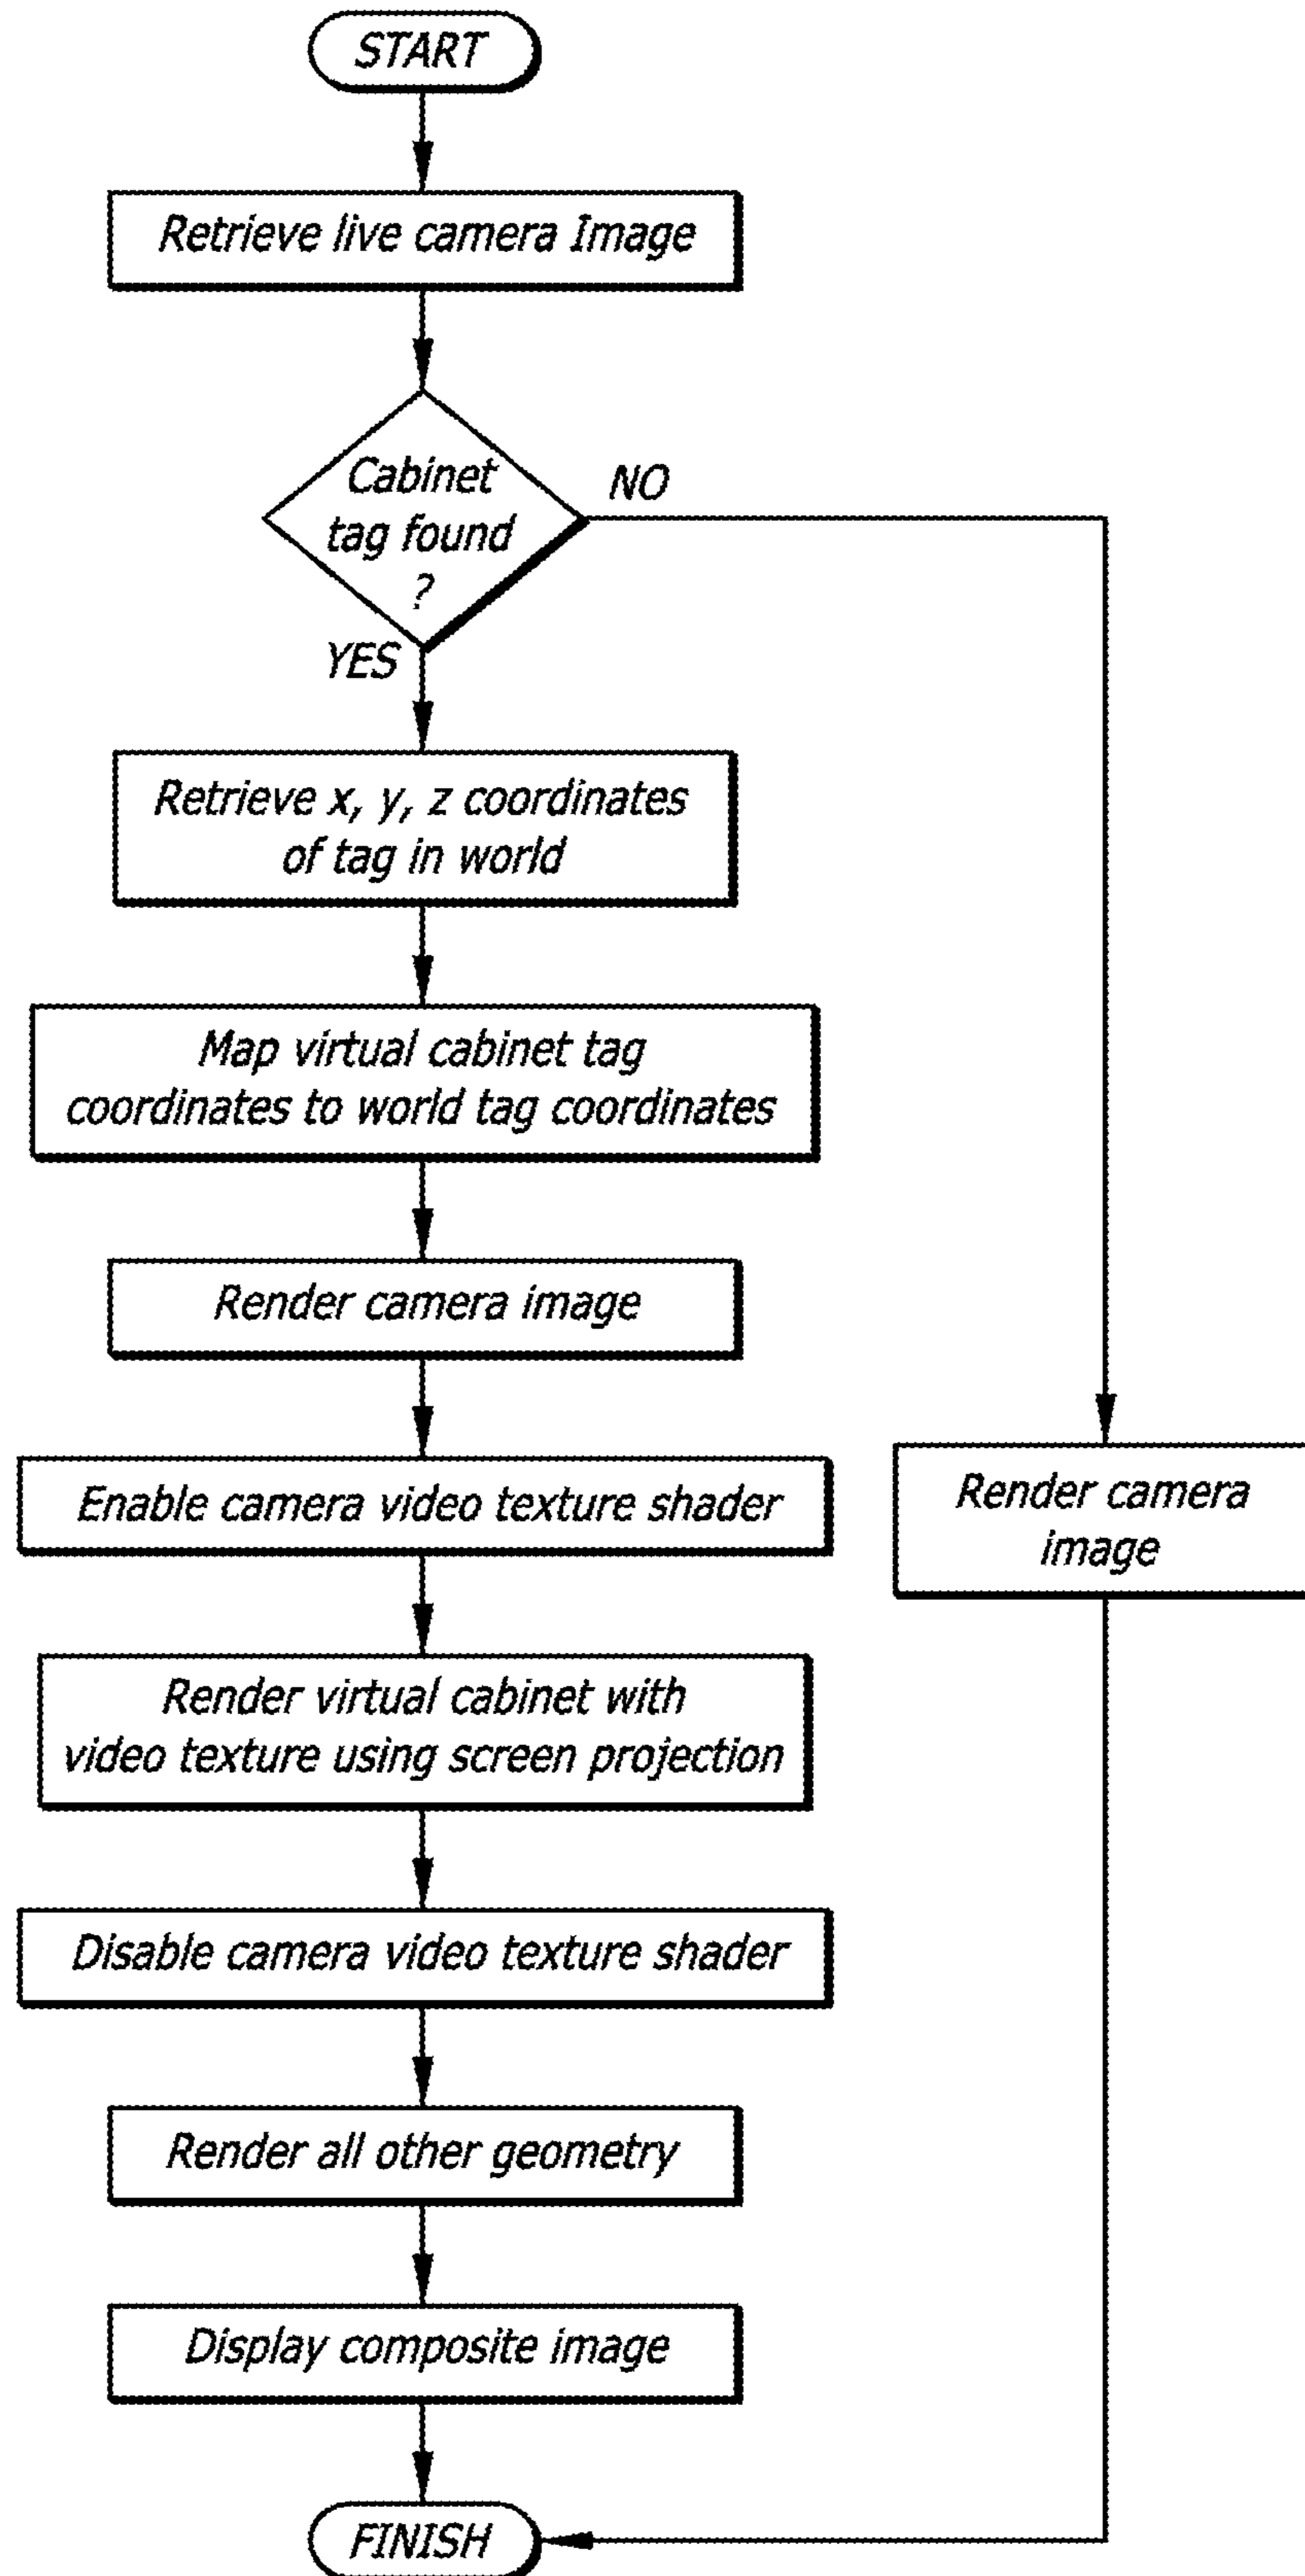 START
Retrieve live camera Image
Cabinet
tag found
?
NO
YES
Retrieve x, y, z coordinates
of tag in world
Map virtual cabinet tag
coordinates to world tag coordinates
Render camera image
Enable camera video texture shader
Render camera
image
Render virtual cabinet with
video texture using screen projection
Disable camera video texture shader
Render all other geometry
Display composite image
FINISH